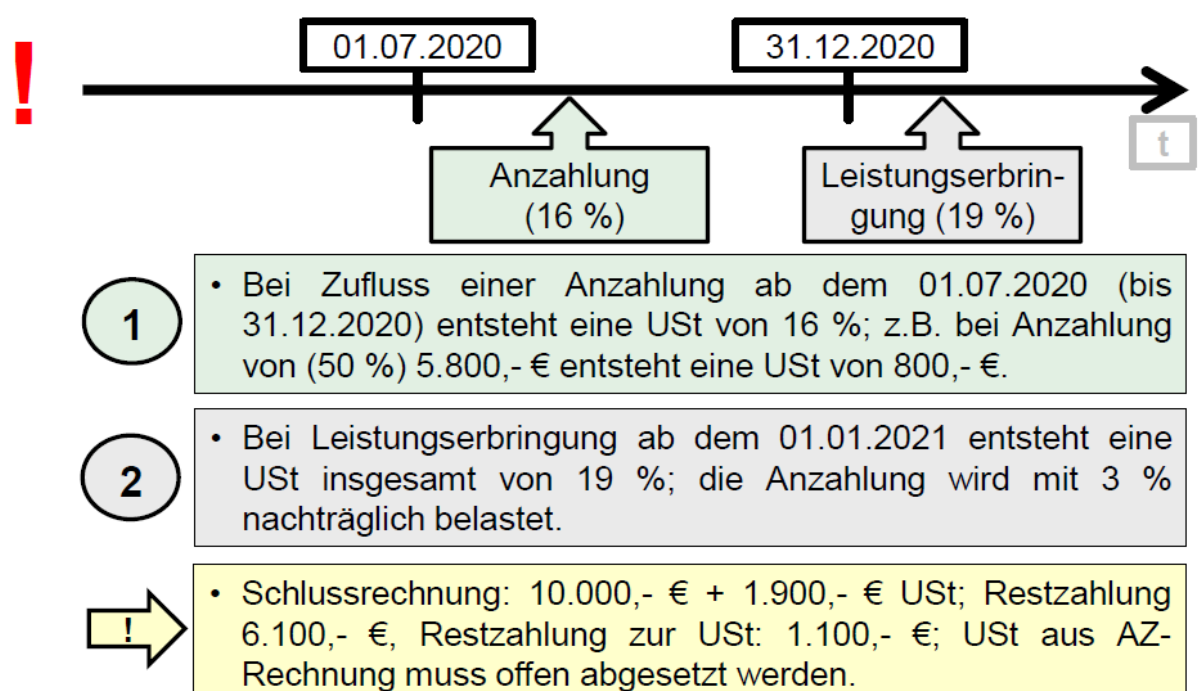 !
01.07.2020
31.12.2020
t
Anzahlung
(16 %)
Leistungserbrin-
gung (19 %)
1
• Bei Zufluss einer Anzahlung ab dem 01.07.2020 (bis
31.12.2020) entsteht eine USt von 16 %; z.B. bei Anzahlung
von (50 %) 5.800,- € entsteht eine USt von 800,- €.
2
• Bei Leistungserbringung ab dem 01.01.2021 entsteht eine
USt insgesamt von 19 %; die Anzahlung wird mit 3 %
nachträglich belastet.
!
• Schlussrechnung: 10.000,- € + 1.900,- € USt; Restzahlung
6.100,- €, Restzahlung zur USt: 1.100,- €; USt aus AZ-
Rechnung muss offen abgesetzt werden.